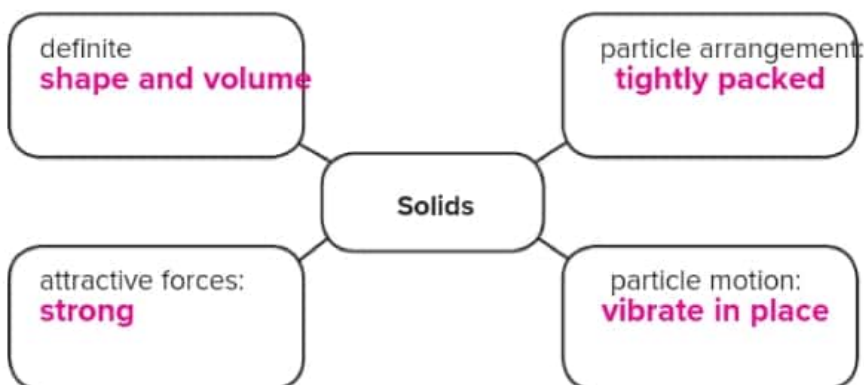 definite
shape and volume
particle arrangement:
tightly packed
Solids
attractive forces:
strong
particle motion:
vibrate in place